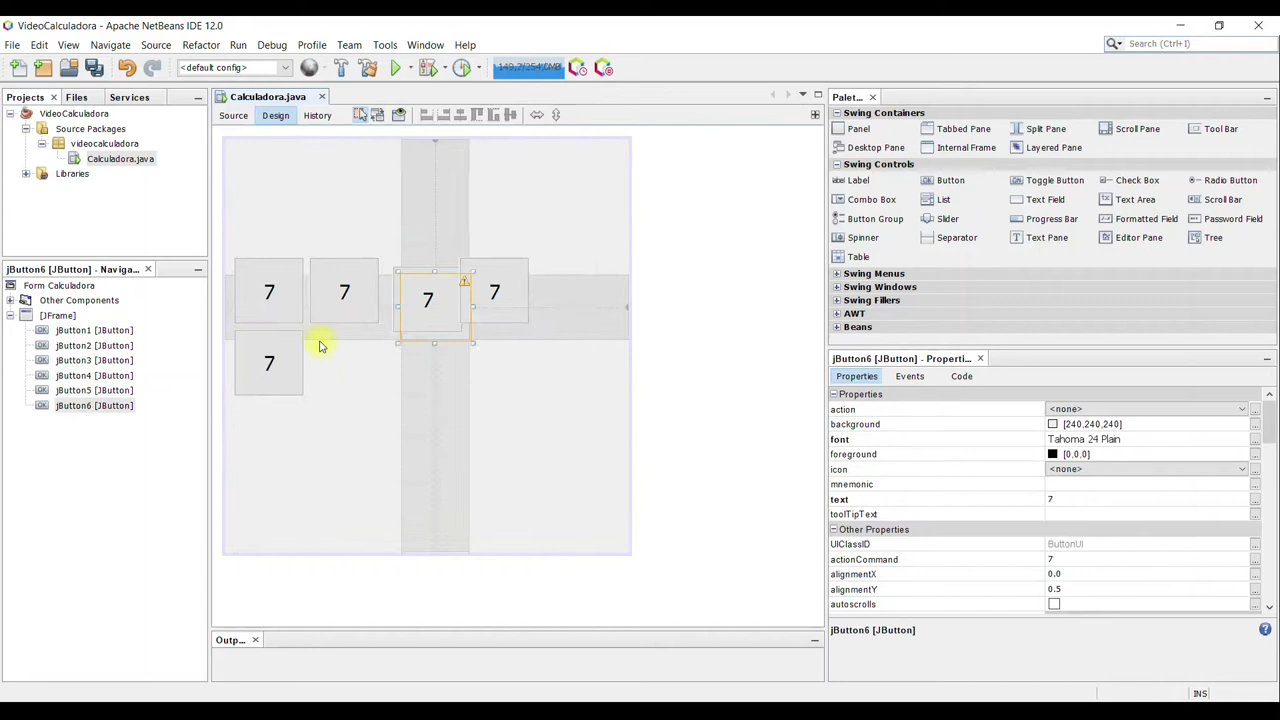 VideoCalculadora - Apache NetBeans IDE 12.0
File Edit View Navigate Source Refactor Run Debug Profile Team Tools Window Help
Search (Ctrl+I)
<default config>
Projects
Files
Services
VideoCalculadora
Source Packages
videocalculadora
Calculadora.java
Libraries
jButton6 [JButton] - Naviga...
Form Calculadora
Other Components
[JFrame]
jButton1 [JButton]
jButton2 [JButton]
jButton3 [JButton]
jButton4 [JButton]
jButton5 [JButton]
jButton6 [JButton]
Calculadora.java
Source Design History
7 7 7 7
7
Outp...
Palet...
Swing Containers
Panel Tabbed Pane Split Pane Scroll Pane Tool Bar
Desktop Pane Internal Frame Layered Pane
Swing Controls
Label Button Toggle Button Check Box Radio Button
Combo Box List Text Field Text Area Scroll Bar
Button Group Slider Progress Bar Formatted Field Password Field
Spinner Separator Text Pane Editor Pane Tree
Table
Swing Menus
Swing Windows
Swing Fillers
AWT
Beans
jButton6 [JButton] - Properti...
Properties Events Code
Properties
action <none>
background [240,240,240]
font Tahoma 24 Plain
foreground [0,0,0]
icon <none>
mnemonic
text 7
toolTipText
Other Properties
UIClassID ButtonUI
actionCommand 7
alignmentX 0.0
alignmentY 0.5
autoscrolls
jButton6 [JButton]
INS